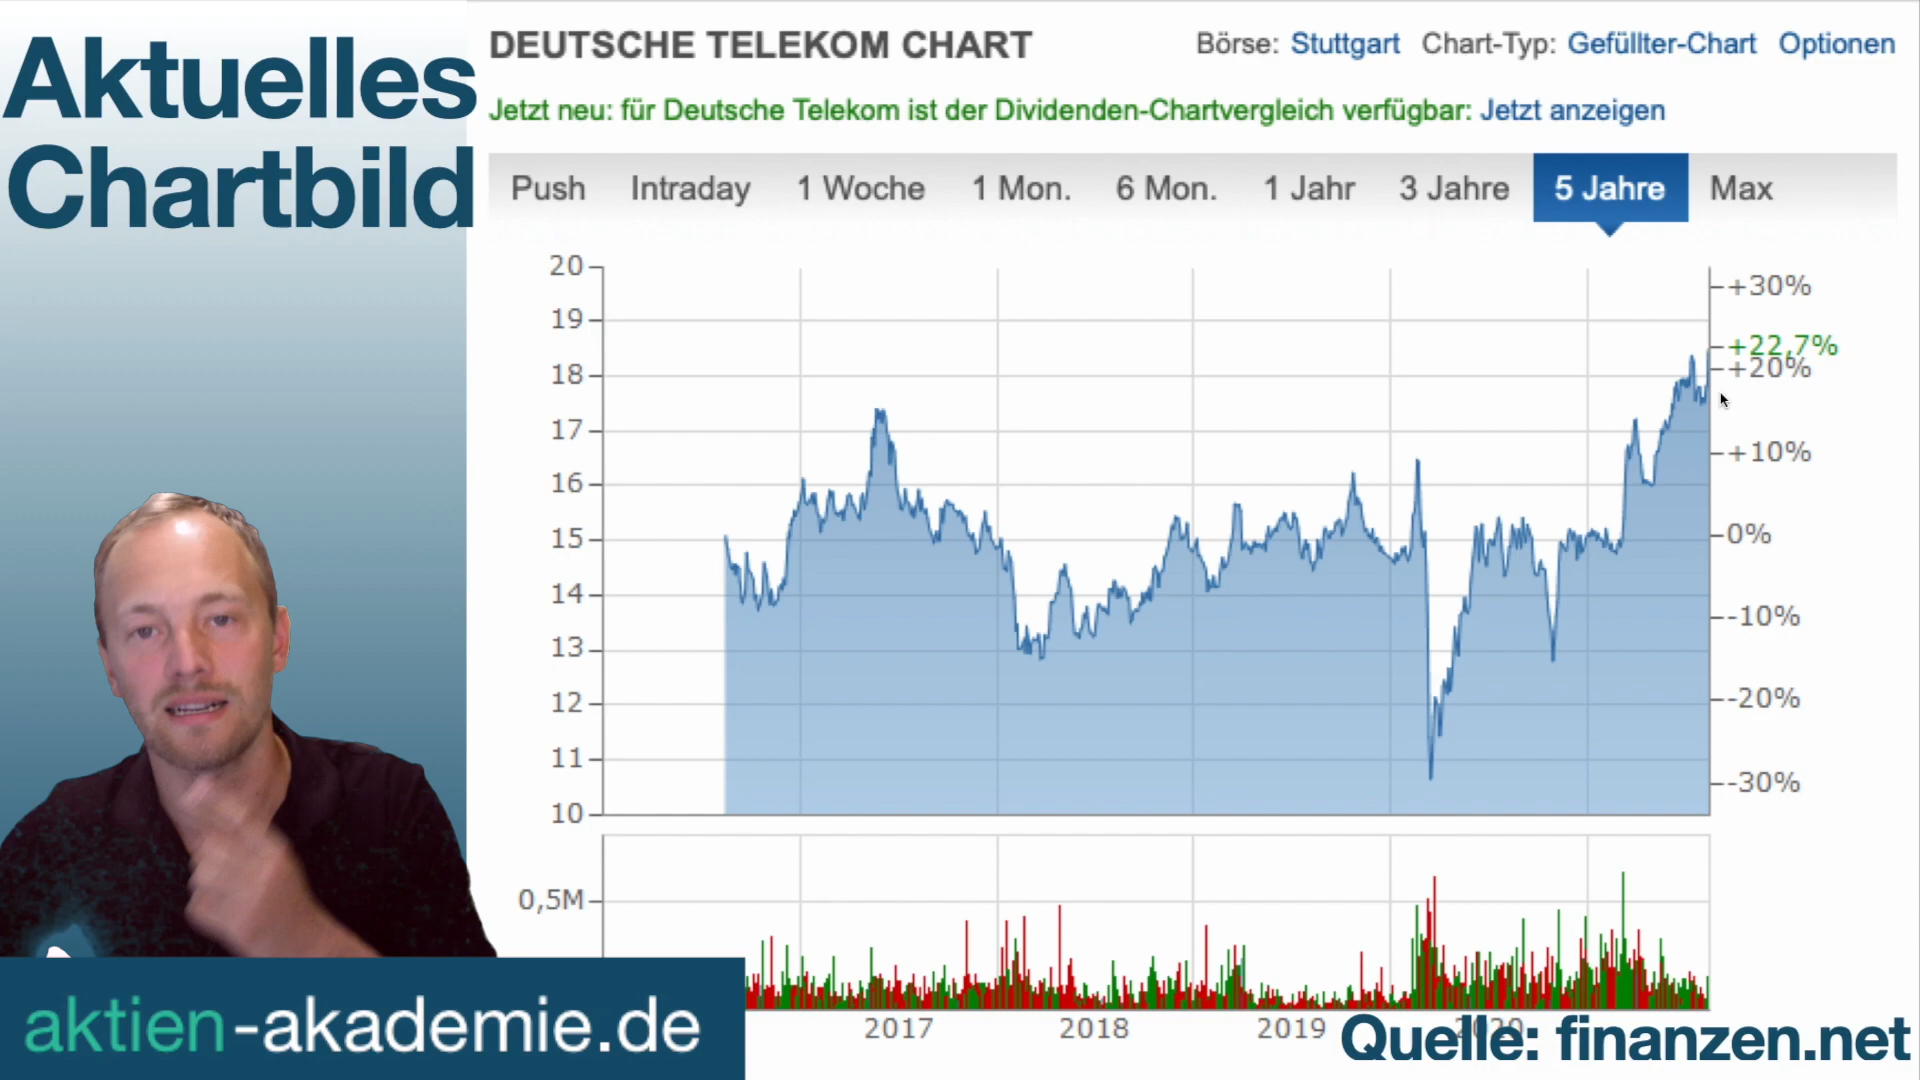 Aktuelles
Chartbild
DEUTSCHE TELEKOM CHART
Börse: Stuttgart Chart-Typ: Gefüllter-Chart Optionen
Jetzt neu: für Deutsche Telekom ist der Dividenden-Chartvergleich verfügbar: Jetzt anzeigen
Push Intraday 1 Woche 1 Mon. 6 Mon. 1 Jahr 3 Jahre 5 Jahre Max
20
19
18
17
16
15
14
13
12
11
10
+30%
+22,7%
+20%
+10%
0%
-10%
-20%
-30%
0,5M
2017 2018 2019 2020
aktien-akademie.de
Quelle: finanzen.net